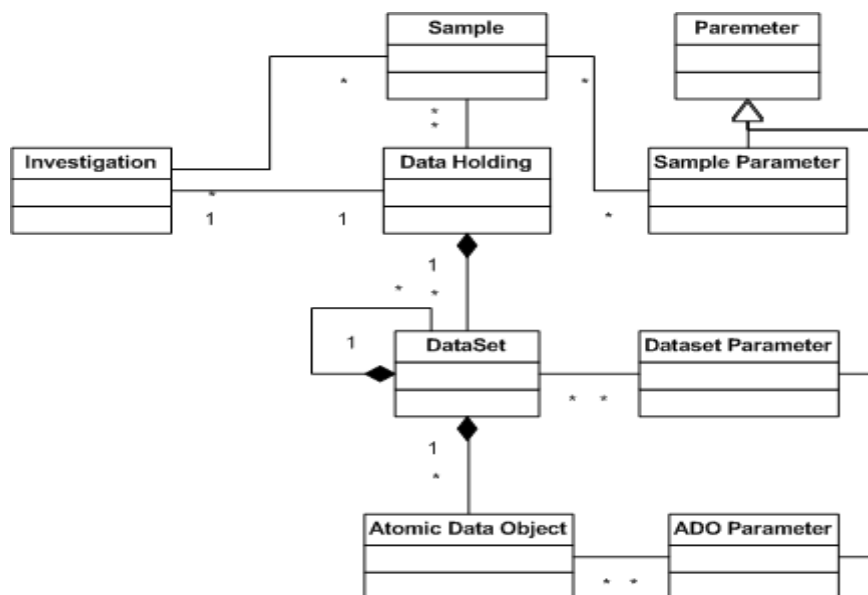 Sample
Paremeter
*
*
*
*
Investigation
Data Holding
Sample Parameter
*
1
1
*
1
*
*
1
DataSet
Dataset Parameter
*
*
1
*
Atomic Data Object
ADO Parameter
*
*